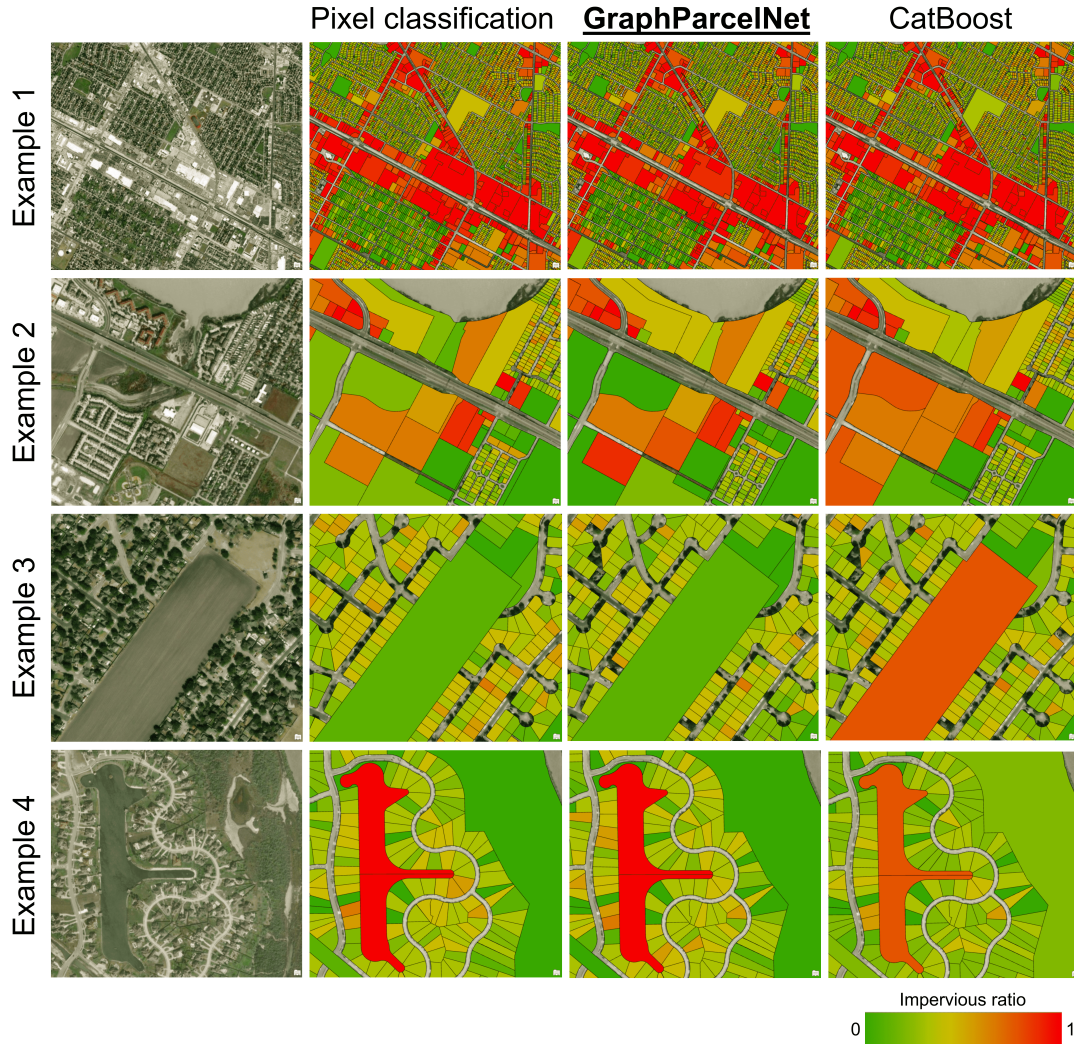 Pixel classification
GraphParcelNet
CatBoost
Example 1
Example 2
Example 3
Example 4
Impervious ratio
0
1